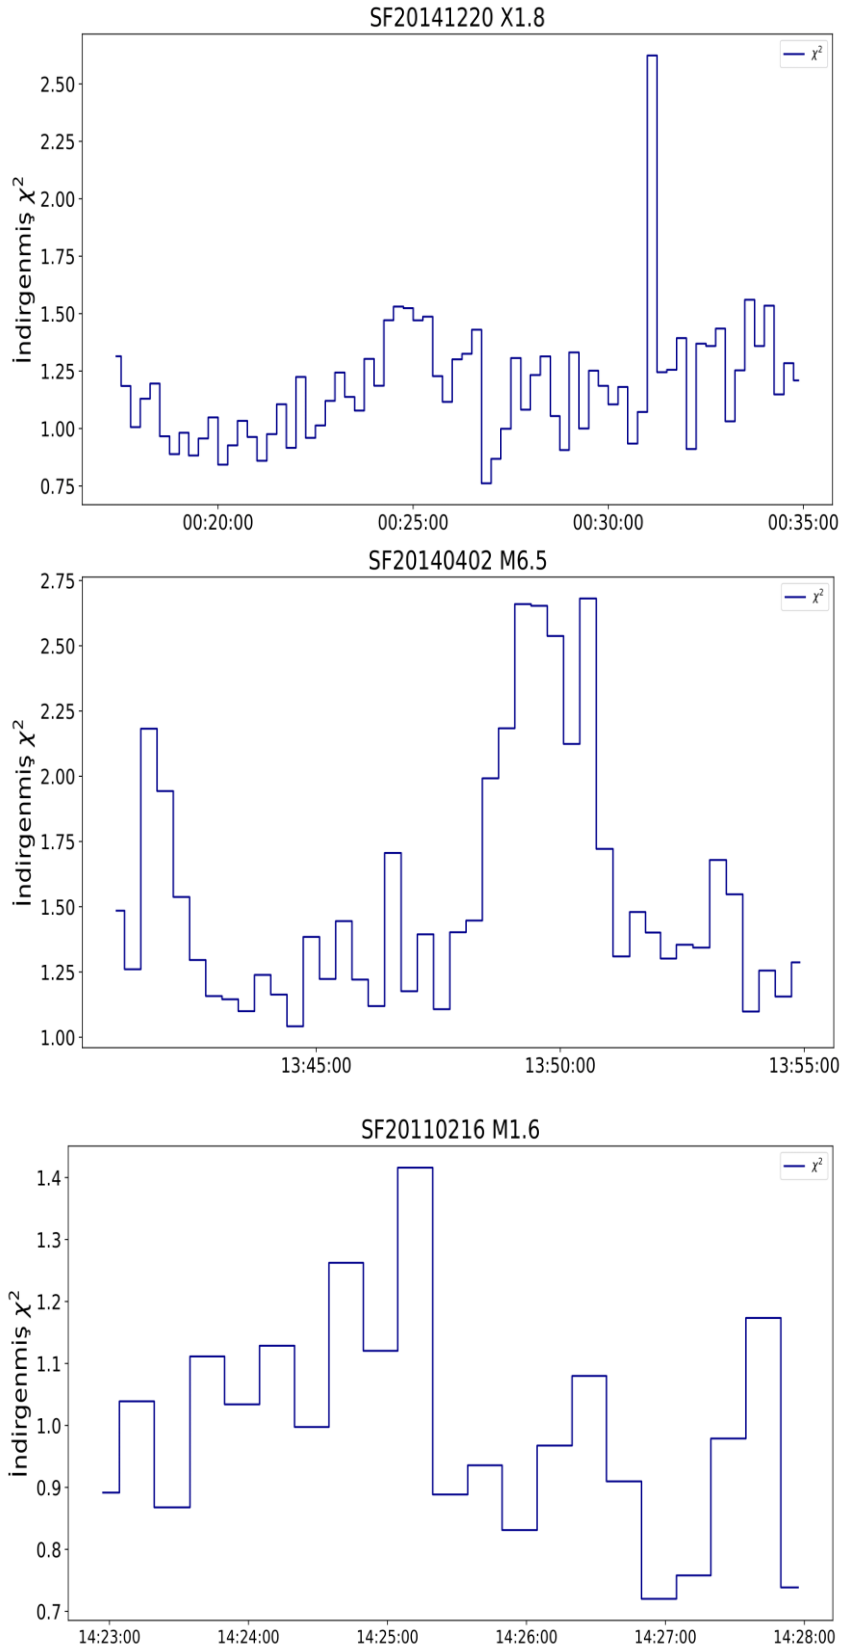 SF20141220 X1.8
χ²
İndirgenmiş χ²
2.50
2.25
2.00
1.75
1.50
1.25
1.00
0.75
00:20:00 00:25:00 00:30:00 00:35:00
SF20140402 M6.5
χ²
İndirgenmiş χ²
2.75
2.50
2.25
2.00
1.75
1.50
1.25
1.00
13:45:00 13:50:00 13:55:00
SF20110216 M1.6
χ²
İndirgenmiş χ²
1.4
1.3
1.2
1.1
1.0
0.9
0.8
0.7
14:23:00 14:24:00 14:25:00 14:26:00 14:27:00 14:28:00